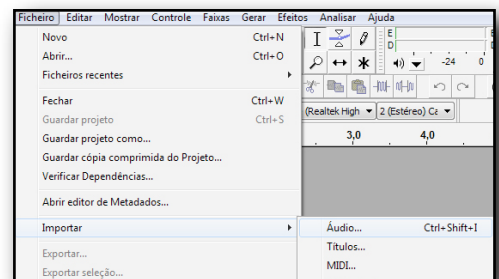 Ficheiro Editar Mostrar Controle Faixas Gerar Efeitos Analisar Ajuda
Novo Ctrl+N
Abrir... Ctrl+O
Ficheiros recentes
Fechar Ctrl+W
Guardar projeto Ctrl+S
Guardar projeto como...
Guardar cópia comprimida do Projeto...
Verificar Dependências...
Abrir editor de Metadados...
Importar
Exportar...
Exportar seleção...
Áudio... Ctrl+Shift+I
Títulos...
MIDI...
E
D
-24 0
(Realtek High 2 (Estéreo) Ca
3,0 4,0